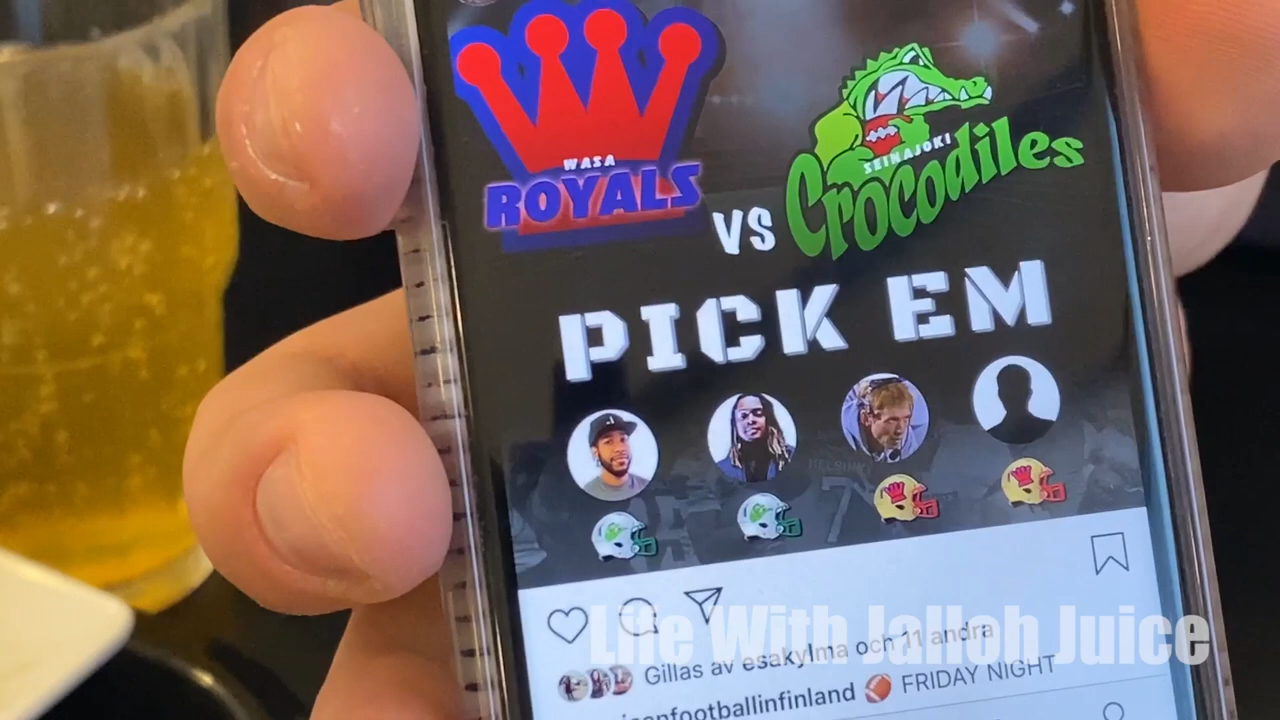 WASA
ROYALS
VS
SEINÄJOKI
Crocodiles
PICK EM
Gillas av esakylma och 11 andra
footballinfinland 🏈 FRIDAY NIGHT
Life With Jalloh Juice